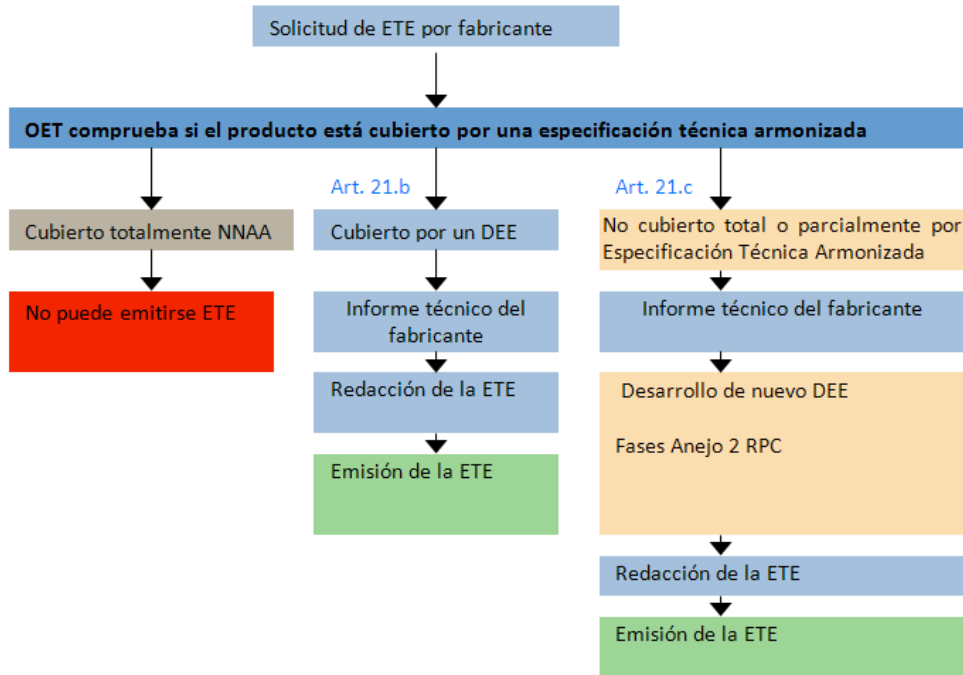 Solicitud de ETE por fabricante
OET comprueba si el producto está cubierto por una especificación técnica armonizada
Cubierto totalmente NNAA
No puede emitirse ETE
Art. 21.b
Cubierto por un DEE
Informe técnico del
fabricante
Redacción de la ETE
Emisión de la ETE
Art. 21.c
No cubierto total o parcialmente por
Especificación Técnica Armonizada
Informe técnico del fabricante
Desarrollo de nuevo DEE
Fases Anejo 2 RPC
Redacción de la ETE
Emisión de la ETE